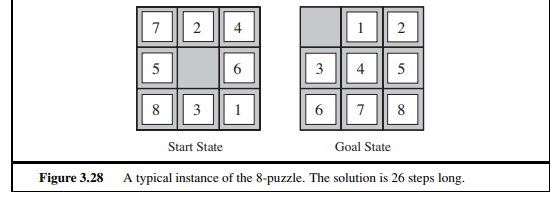 7 2 4 1 2
5 6 3 4 5
8 3 1 6 7 8
Start State Goal State
Figure 3.28 A typical instance of the 8-puzzle. The solution is 26 steps long.